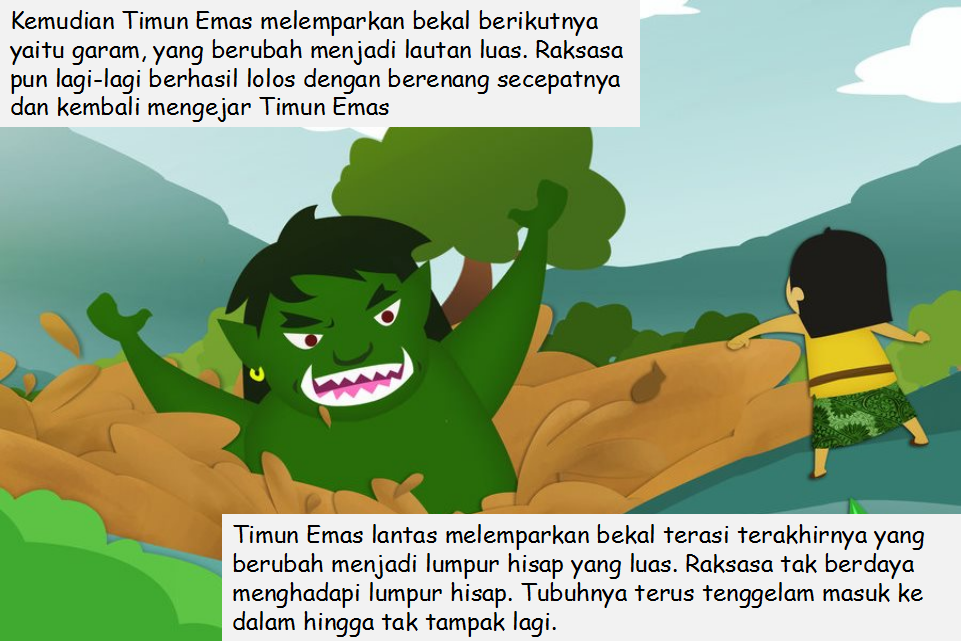 Kemudian Timun Emas melemparkan bekal berikutnya
yaitu garam, yang berubah menjadi lautan luas. Raksasa
pun lagi-lagi berhasil lolos dengan berenang secepatnya
dan kembali mengejar Timun Emas
Timun Emas lantas melemparkan bekal terasi terakhirnya yang
berubah menjadi lumpur hisap yang luas. Raksasa tak berdaya
menghadapi lumpur hisap. Tubuhnya terus tenggelam masuk ke
dalam hingga tak tampak lagi.